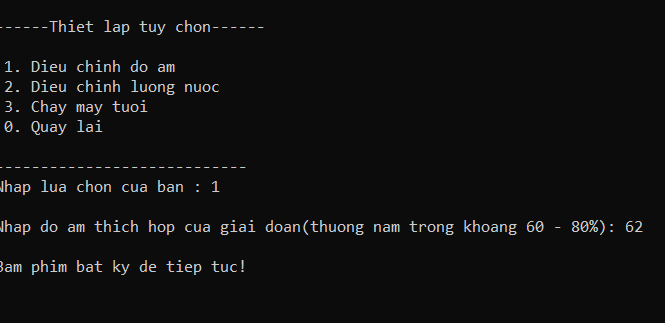 ------Thiet lap tuy chon------
1. Dieu chinh do am
2. Dieu chinh luong nuoc
3. Chay may tuoi
0. Quay lai
----------------------------
Nhap lua chon cua ban : 1
Nhap do am thich hop cua giai doan(thuong nam trong khoang 60 - 80%): 62
Bam phim bat ky de tiep tuc!